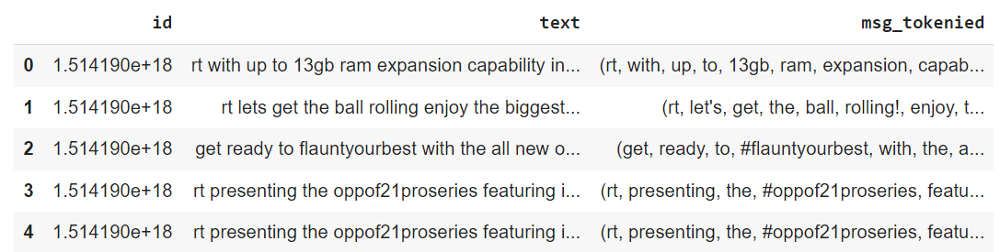 id text msg_tokenied
0 1.514190e+18 rt with up to 13gb ram expansion capability in... (rt, with, up, to, 13gb, ram, expansion, capab...
1 1.514190e+18 rt lets get the ball rolling enjoy the biggest... (rt, let's, get, the, ball, rolling!, enjoy, t...
2 1.514190e+18 get ready to flauntyourbest with the all new o... (get, ready, to, #flauntyourbest, with, the, a...
3 1.514190e+18 rt presenting the oppof21proseries featuring i... (rt, presenting, the, #oppof21proseries, featu...
4 1.514190e+18 rt presenting the oppof21proseries featuring i... (rt, presenting, the, #oppof21proseries, featu...